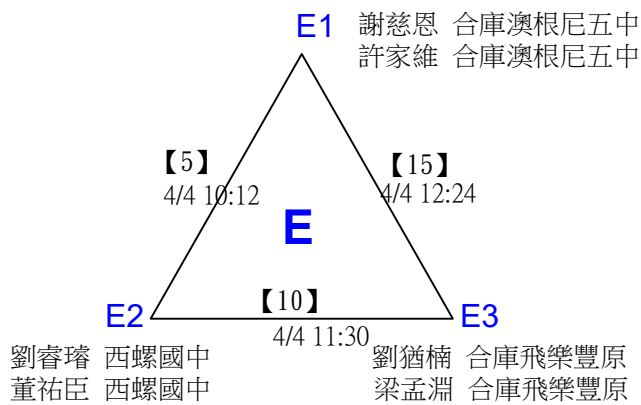 E1 謝慈恩 合庫澳根尼五中
許家維 合庫澳根尼五中
【5】 【15】
4/4 10:12 4/4 12:24
E
【10】
E2 E3
4/4 11:30
劉睿瑃 西螺國中 劉猶楠 合庫飛樂豐原
董祐臣 西螺國中 梁孟淵 合庫飛樂豐原